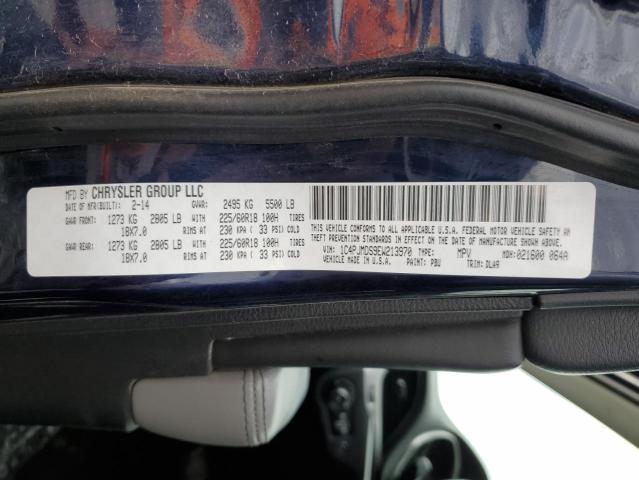 MFD BY CHRYSLER GROUP LLC
DATE OF MFR(BUILT): 2-14 GVWR: 2495 KG 5500 LB
GAWR FRONT: 1273 KG 2805 LB WITH 225/60R18 100H TIRES
18X7.0 RIMS AT 230 KPA ( 33 PSI) COLD
GAWR REAR: 1273 KG 2805 LB WITH 225/60R18 100H TIRES
18X7.0 RIMS AT 230 KPA ( 33 PSI) COLD
THIS VEHICLE CONFORMS TO ALL APPLICABLE U.S.A. FEDERAL MOTOR VEHICLE SAFETY AND
THEFT PREVENTION STANDARDS IN EFFECT ON THE DATE OF MANUFACTURE SHOWN ABOVE.
VIN: 1C4PJMDS9EW213970 TYPE: MPV MDH: 021600 064A
VEHICLE MADE IN U.S.A. PAINT: PBU TRIM: DLA9